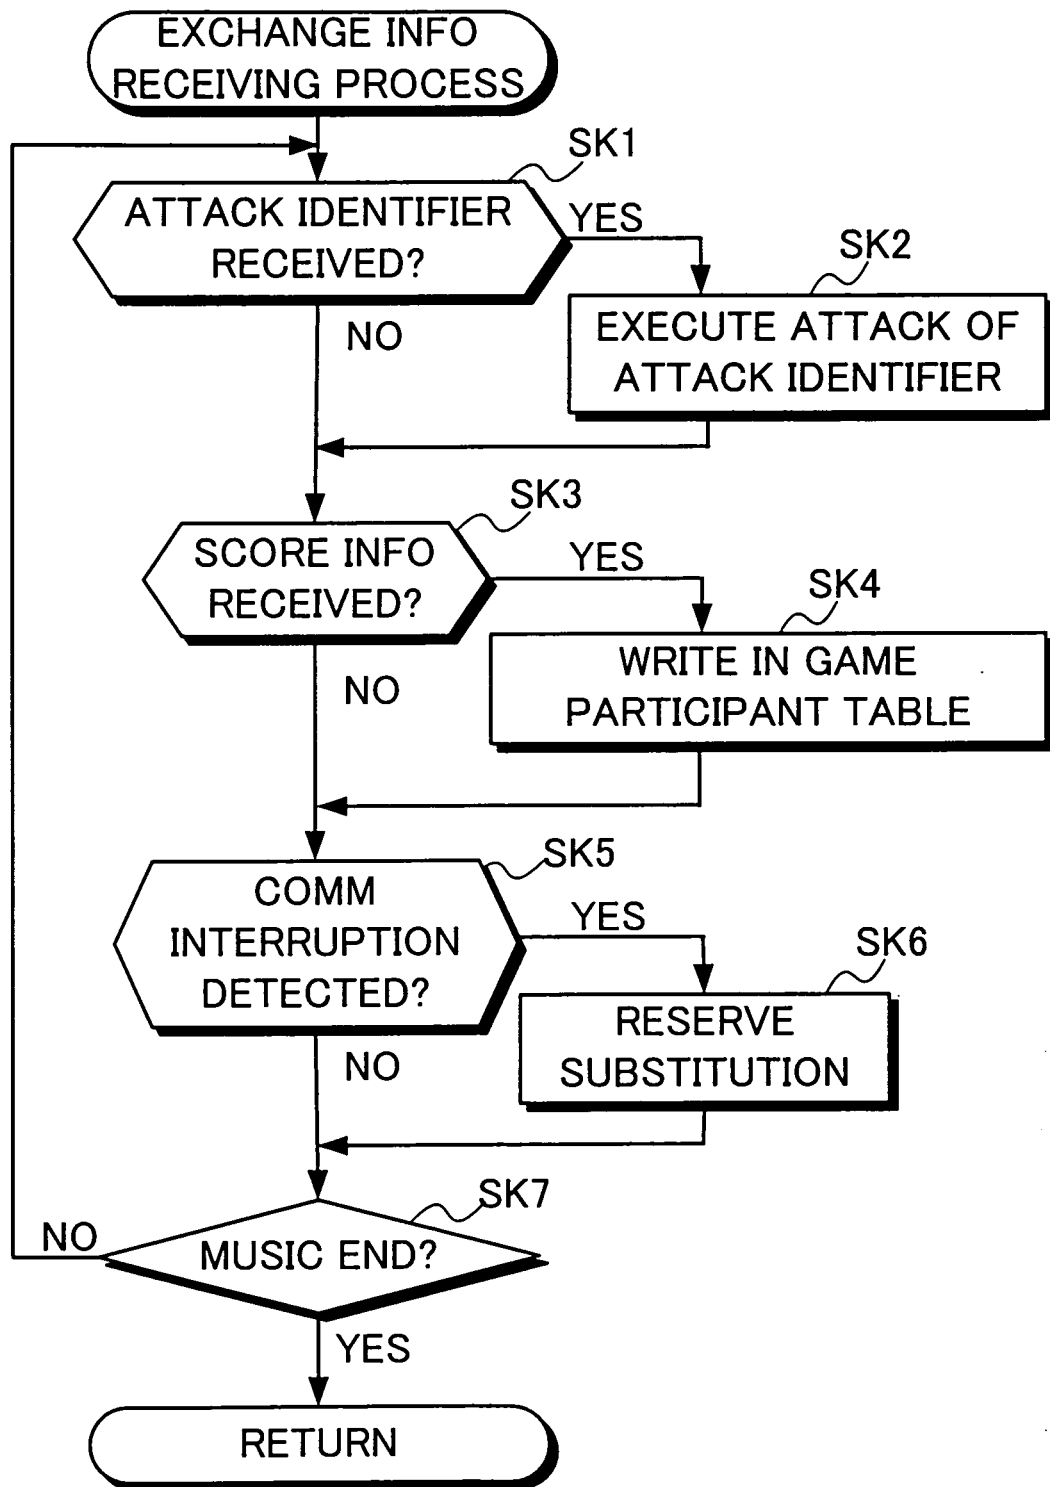 EXCHANGE INFO
RECEIVING PROCESS
SK1
ATTACK IDENTIFIER
RECEIVED?
YES
SK2
NO
EXECUTE ATTACK OF
ATTACK IDENTIFIER
SK3
SCORE INFO
RECEIVED?
YES
SK4
NO
WRITE IN GAME
PARTICIPANT TABLE
SK5
COMM
INTERRUPTION
DETECTED?
YES
SK6
NO
RESERVE
SUBSTITUTION
SK7
NO
MUSIC END?
YES
RETURN